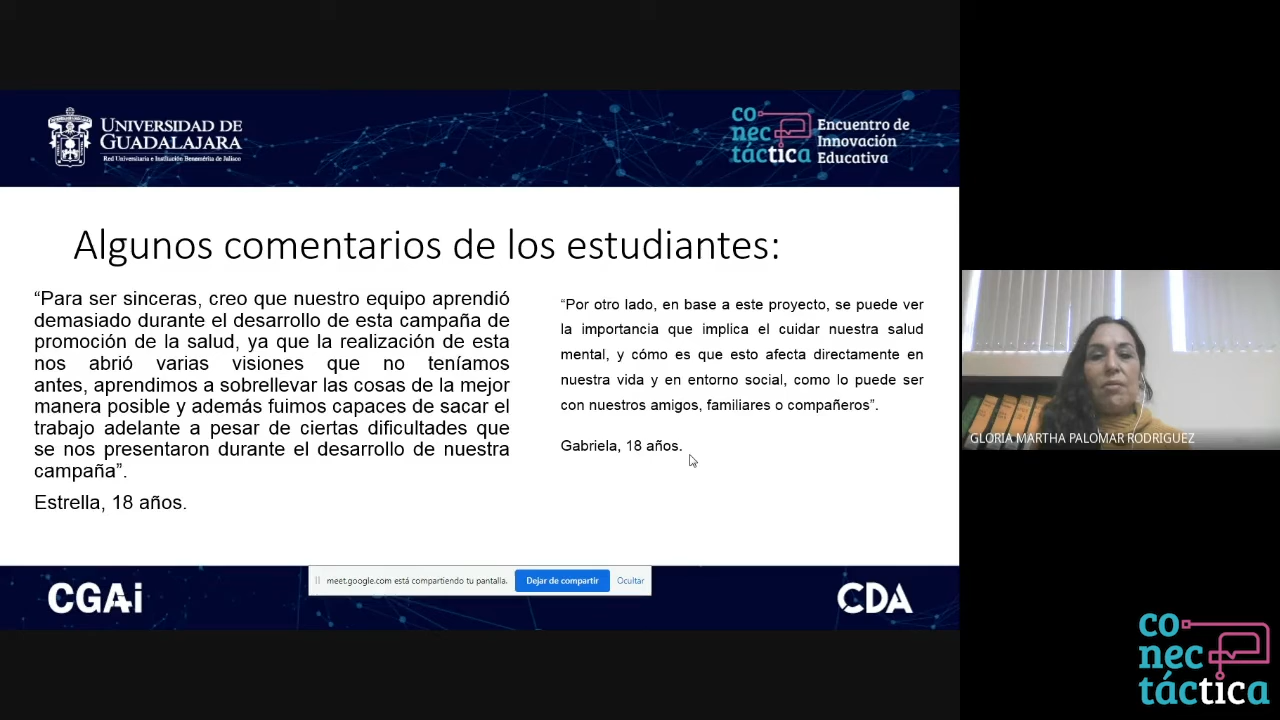 UNIVERSIDAD DE
GUADALAJARA
Red Universitaria e Institución Benemérita de Jalisco
co
nec
táctica
Encuentro de
Innovación
Educativa
Algunos comentarios de los estudiantes:
“Para ser sinceras, creo que nuestro equipo aprendió
demasiado durante el desarrollo de esta campaña de
promoción de la salud, ya que la realización de esta
nos abrió varias visiones que no teníamos
antes, aprendimos a sobrellevar las cosas de la mejor
manera posible y además fuimos capaces de sacar el
trabajo adelante a pesar de ciertas dificultades que
se nos presentaron durante el desarrollo de nuestra
campaña”.
Estrella, 18 años.
“Por otro lado, en base a este proyecto, se puede ver
la importancia que implica el cuidar nuestra salud
mental, y cómo es que esto afecta directamente en
nuestra vida y en entorno social, como lo puede ser
con nuestros amigos, familiares o compañeros”.
Gabriela, 18 años.
GLORIA MARTHA PALOMAR RODRIGUEZ
meet.google.com está compartiendo tu pantalla.
Dejar de compartir
Ocultar
CGAi
CDA
co
nec
táctica